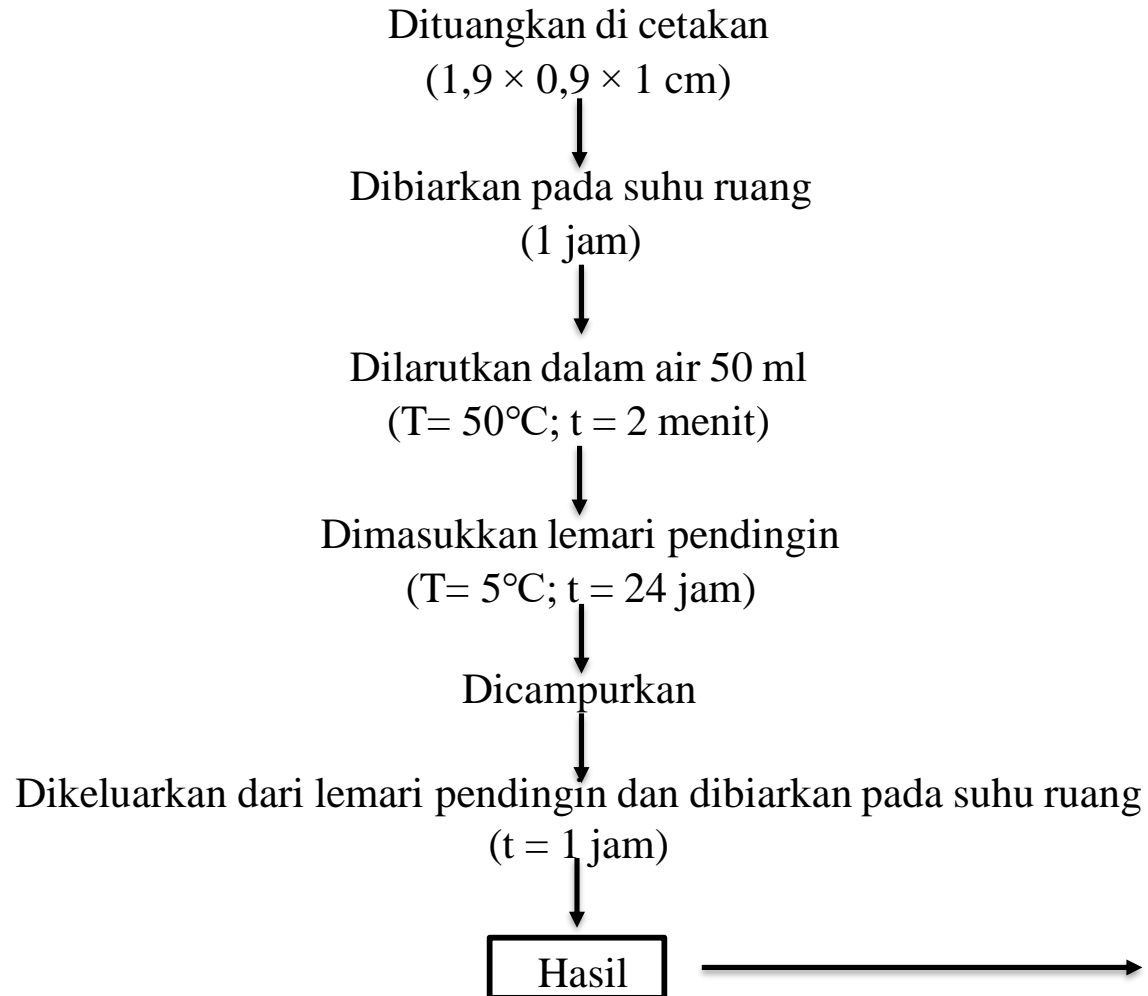 Dituangkan di cetakan
(1,9 × 0,9 × 1 cm)
Dibiarkan pada suhu ruang
(1 jam)
Dilarutkan dalam air 50 ml
(T= 50°C; t = 2 menit)
Dimasukkan lemari pendingin
(T= 5°C; t = 24 jam)
Dicampurkan
Dikeluarkan dari lemari pendingin dan dibiarkan pada suhu ruang
(t = 1 jam)
Hasil